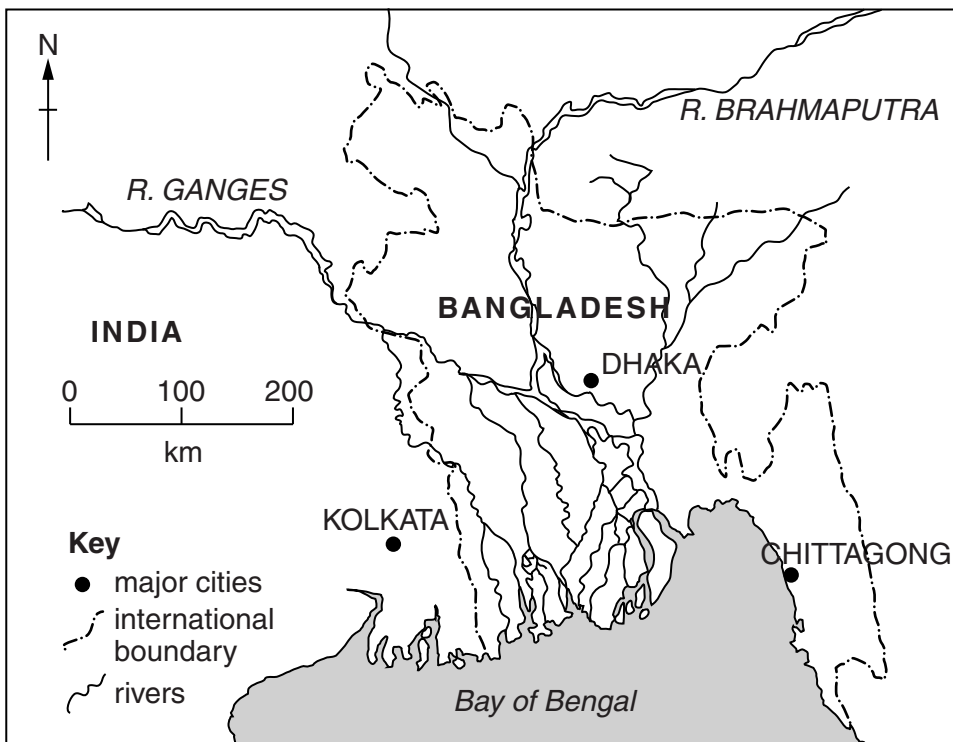 N
R. BRAHMAPUTRA
R. GANGES
BANGLADESH
INDIA
DHAKA
0 100 200
km
KOLKATA
Key
CHITTAGONG
major cities
international
boundary
rivers
Bay of Bengal